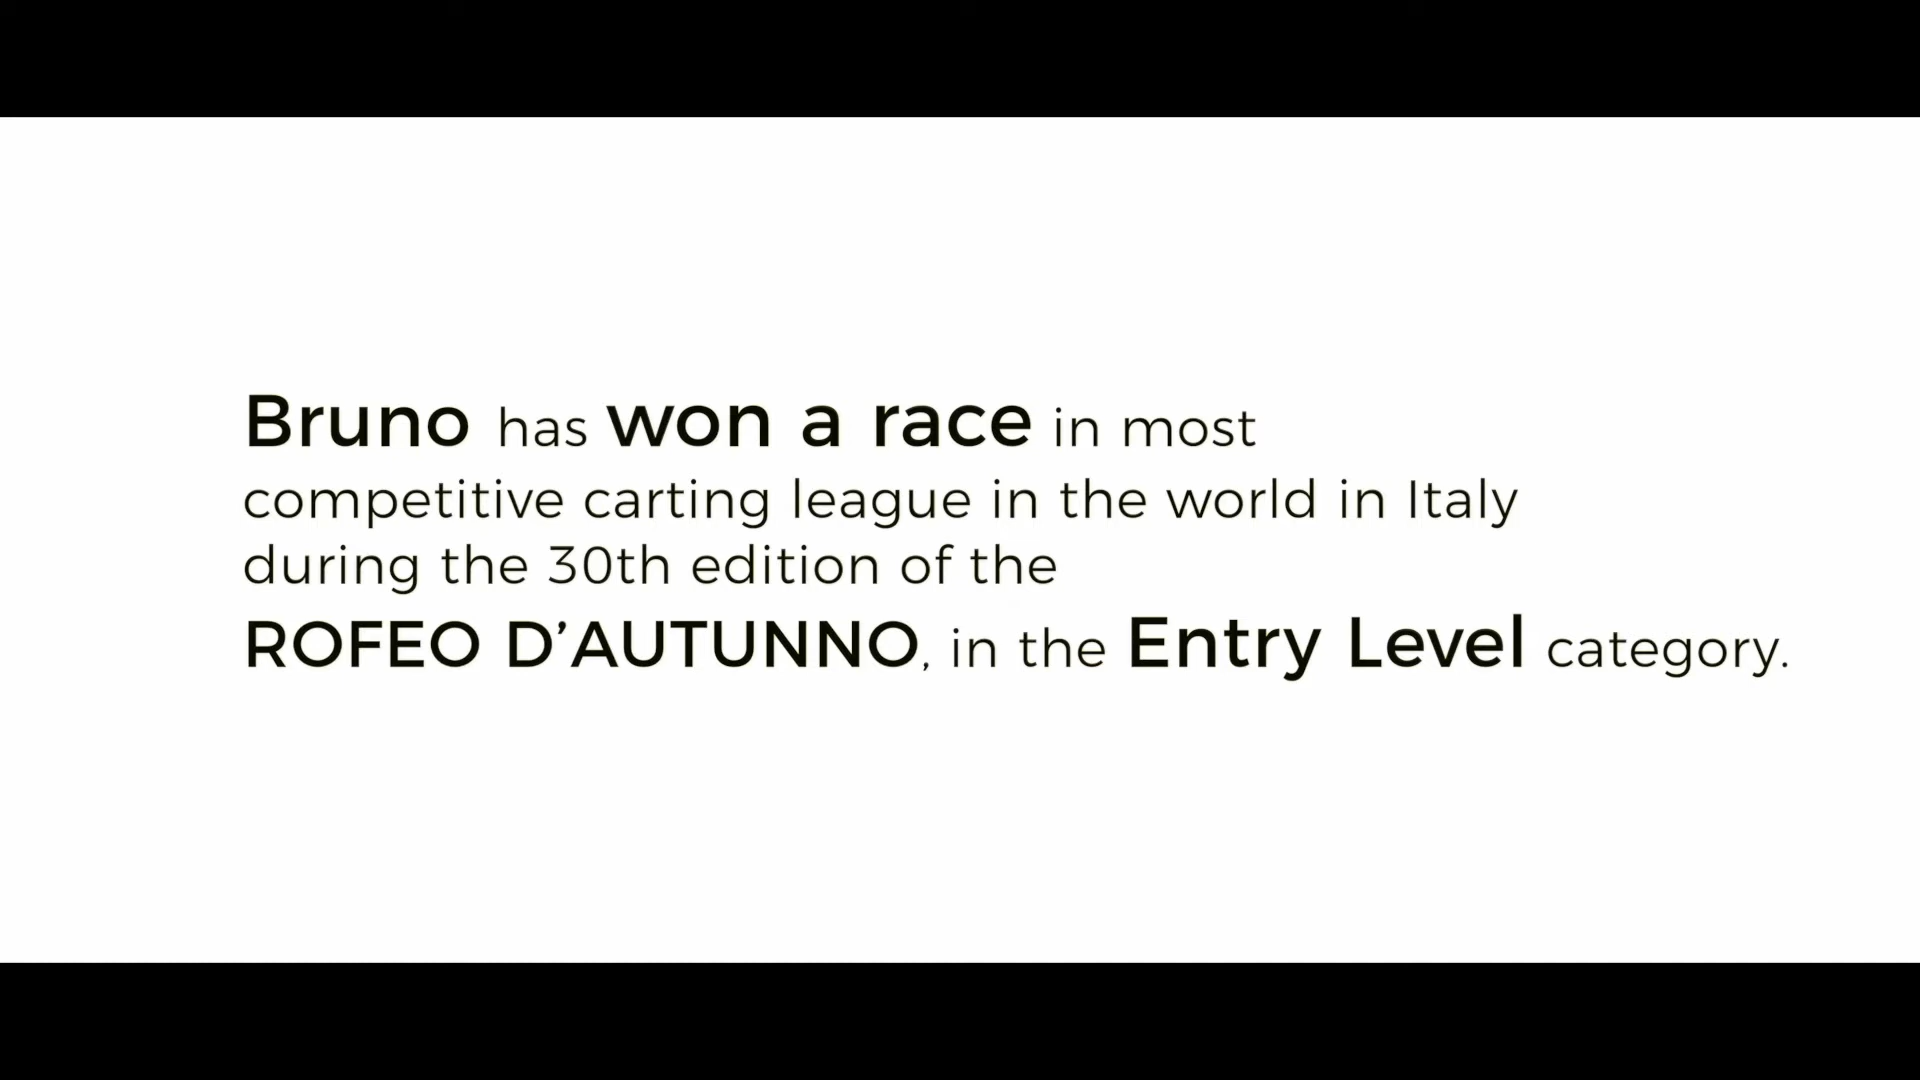 Bruno has won a race in most
competitive carting league in the world in Italy
during the 30th edition of the
ROFEO D’AUTUNNO, in the Entry Level category.